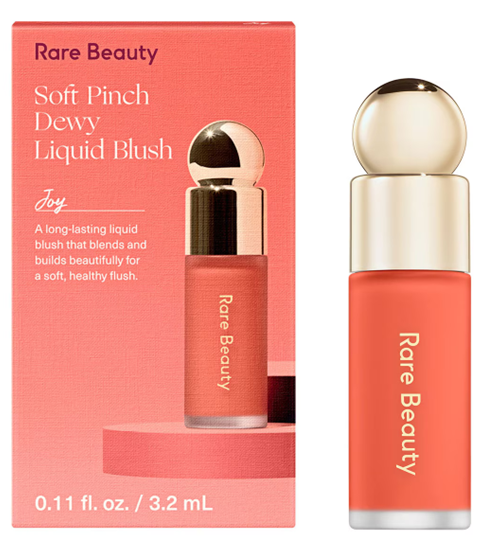 Rare Beauty
Soft Pinch
Dewy
Liquid Blush
Joy
A long-lasting liquid
blush that blends and
builds beautifully for
a soft, healthy flush.
Rare Beauty
0.11 fl. oz. / 3.2 mL
Rare Beauty